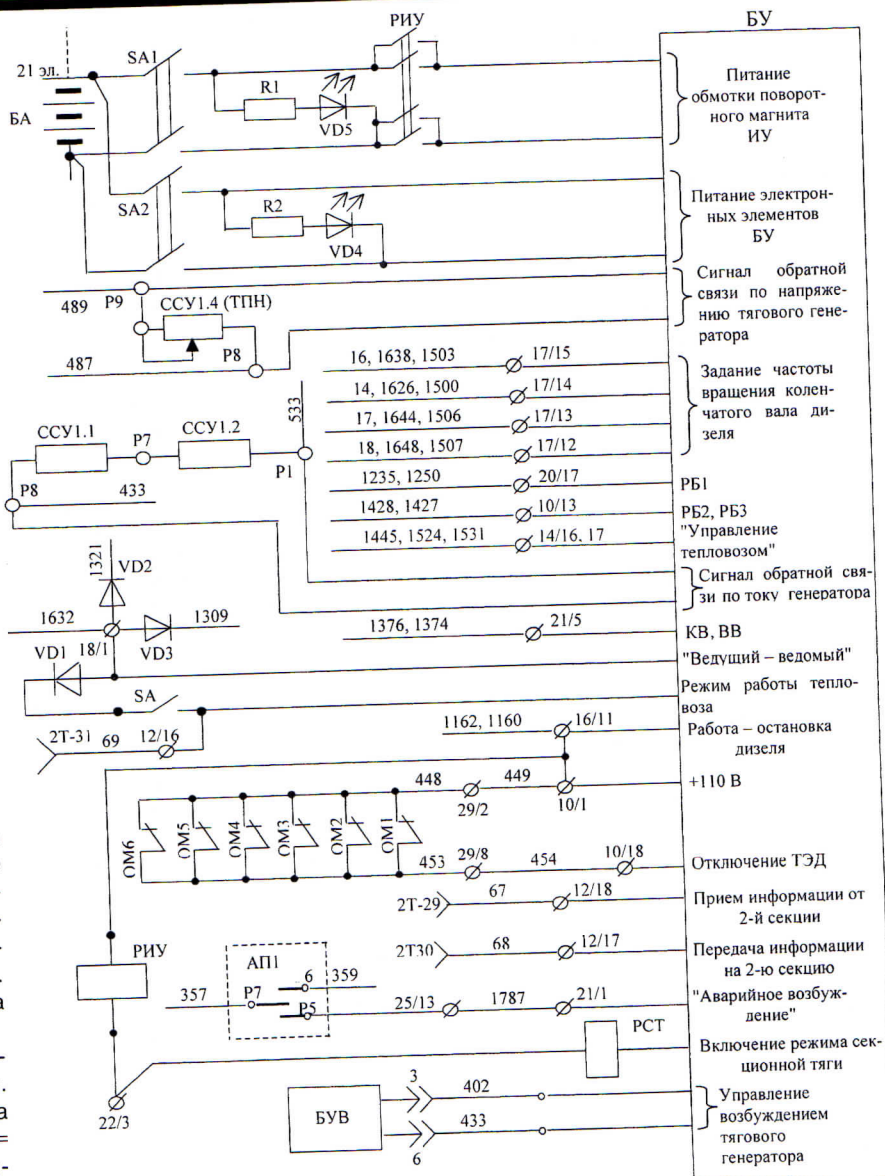 БУ
РИУ
SA1
21 эл.
R1
VD5
БА
Питание
обмотки поворот-
ного магнита
ИУ
SA2
R2
VD4
Питание электрон-
ных элементов
БУ
489
Р9
ССУ1.4 (ТПН)
487
Р8
Сигнал обратной
связи по напряже-
нию тягового гене-
ратора
16, 1638, 1503
17/15
14, 1626, 1500
17/14
17, 1644, 1506
17/13
18, 1648, 1507
17/12
Задание частоты
вращения колен-
чатого вала ди-
зеля
533
ССУ1.1
Р7
ССУ1.2
Р1
Р8
433
1235, 1250
20/17
РБ1
1428, 1427
10/13
РБ2, РБ3
1445, 1524, 1531
14/16, 17
"Управление
тепловозом"
Сигнал обратной свя-
зи по току генератора
1321
VD2
1632
1309
VD1
18/1
VD3
1376, 1374
21/5
КВ, ВВ
"Ведущий – ведомый"
SA
Режим работы тепло-
воза
2Т-31
69
12/16
1162, 1160
16/11
Работа – остановка
дизеля
448
449
29/2
10/1
+110 В
ОМ6
ОМ5
ОМ4
ОМ3
ОМ2
ОМ1
453
29/8
454
10/18
Отключение ТЭД
2Т-29
67
12/18
Прием информации от
2-й секции
2Т30
68
12/17
Передача информации
на 2-ю секцию
РИУ
АП1
6
359
357
Р7
Р5
25/13
1787
21/1
"Аварийное возбуж-
дение"
РСТ
Включение режима сек-
ционной тяги
22/3
БУВ
3
402
433
6
Управление
возбуждением
тягового
генератора